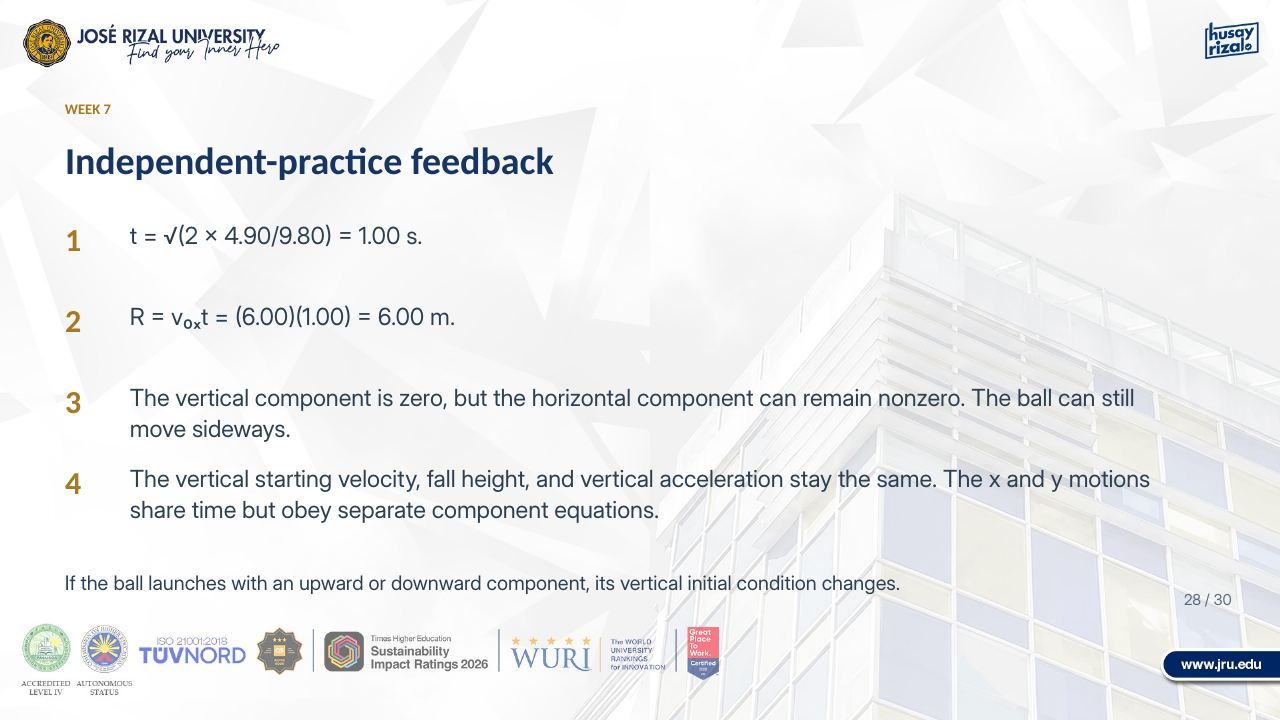 JOSÉ RIZAL UNIVERSITY
Find your Inner Hero
husay
rizal
WEEK 7
Independent-practice feedback
1 t = √(2 × 4.90/9.80) = 1.00 s.
2 R = v₀ₓt = (6.00)(1.00) = 6.00 m.
3 The vertical component is zero, but the horizontal component can remain nonzero. The ball can still
move sideways.
4 The vertical starting velocity, fall height, and vertical acceleration stay the same. The x and y motions
share time but obey separate component equations.
If the ball launches with an upward or downward component, its vertical initial condition changes.
28 / 30
ACCREDITED
LEVEL IV
AUTONOMOUS
STATUS
ISO 21001:2018
TÜVNORD
Times Higher Education
Sustainability
Impact Ratings 2026
WURI
The WORLD
UNIVERSITY
RANKINGS
for INNOVATION
Great
Place
To
Work.
Certified
www.jru.edu